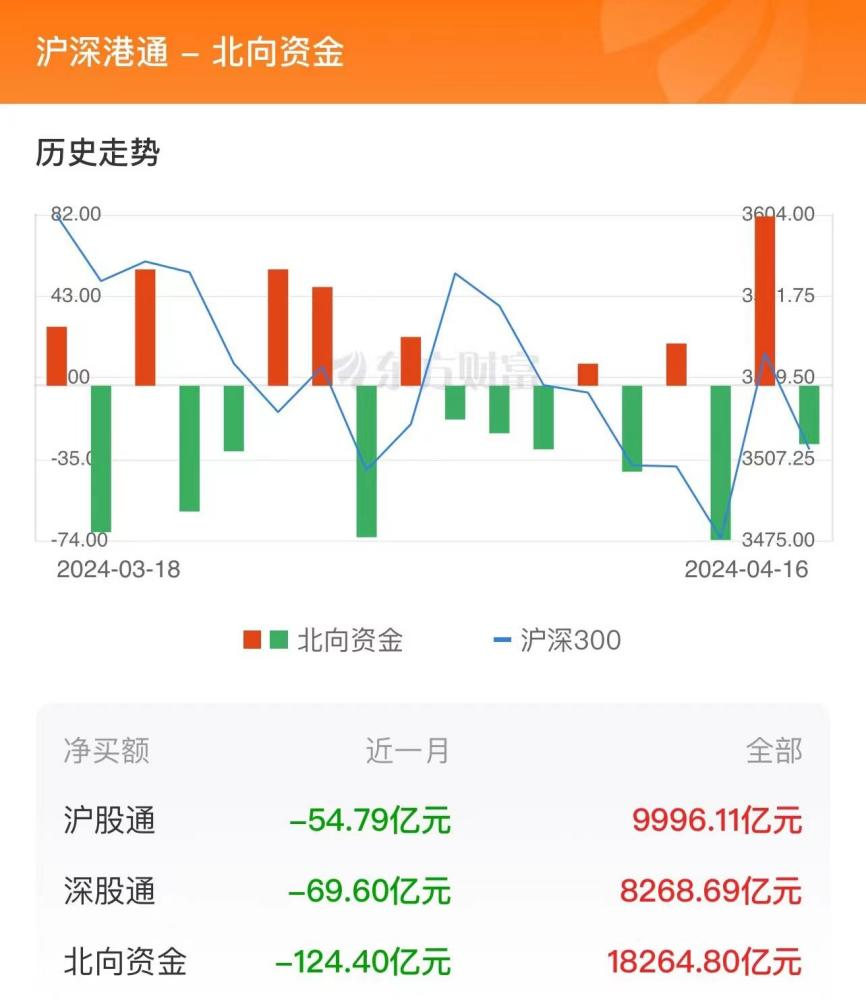 沪深港通 – 北向资金
历史走势
82.00
3604.00
43.00
3 1.75
00
3 9.50
东方财富
-35.0
3507.25
-74.00
3475.00
2024-03-18
2024-04-16
北向资金
沪深300
净买额 近一月 全部
沪股通 –54.79亿元 9996.11亿元
深股通 –69.60亿元 8268.69亿元
北向资金 –124.40亿元 18264.80亿元